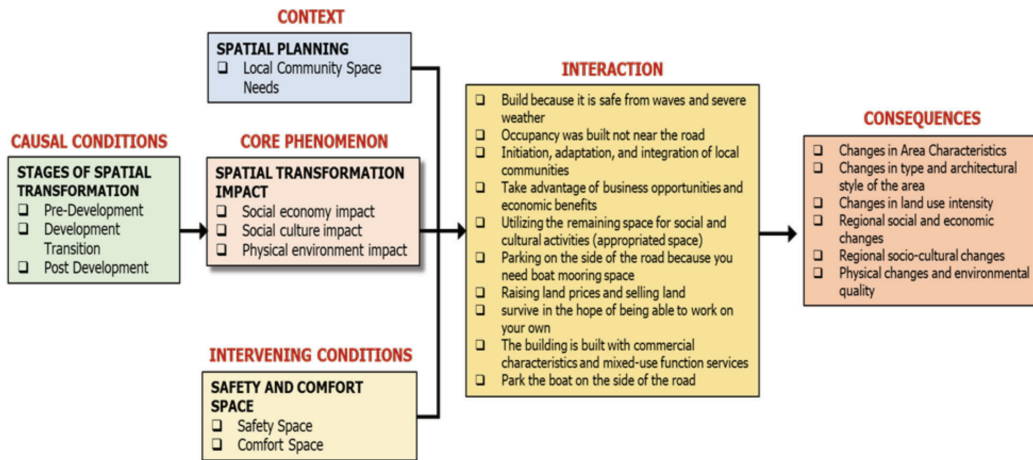 CONTEXT
SPATIAL PLANNING
❑ Local Community Space
Needs
CAUSAL CONDITIONS
STAGES OF SPATIAL
TRANSFORMATION
❑ Pre-Development
❑ Development
Transition
❑ Post Development
CORE PHENOMENON
SPATIAL TRANSFORMATION
IMPACT
❑ Social economy impact
❑ Social culture impact
❑ Physical environment impact
INTERVENING CONDITIONS
SAFETY AND COMFORT
SPACE
❑ Safety Space
❑ Comfort Space
INTERACTION
❑ Build because it is safe from waves and severe
weather
❑ Occupancy was built not near the road
❑ Initiation, adaptation, and integration of local
communities
❑ Take advantage of business opportunities and
economic benefits
❑ Utilizing the remaining space for social and
cultural activities (appropriated space)
❑ Parking on the side of the road because you
need boat mooring space
❑ Raising land prices and selling land
❑ survive in the hope of being able to work on
your own
❑ The building is built with commercial
characteristics and mixed-use function services
❑ Park the boat on the side of the road
CONSEQUENCES
❑ Changes in Area Characteristics
❑ Changes in type and architectural
style of the area
❑ Changes in land use intensity
❑ Regional social and economic
changes
❑ Regional socio-cultural changes
❑ Physical changes and environmental
quality